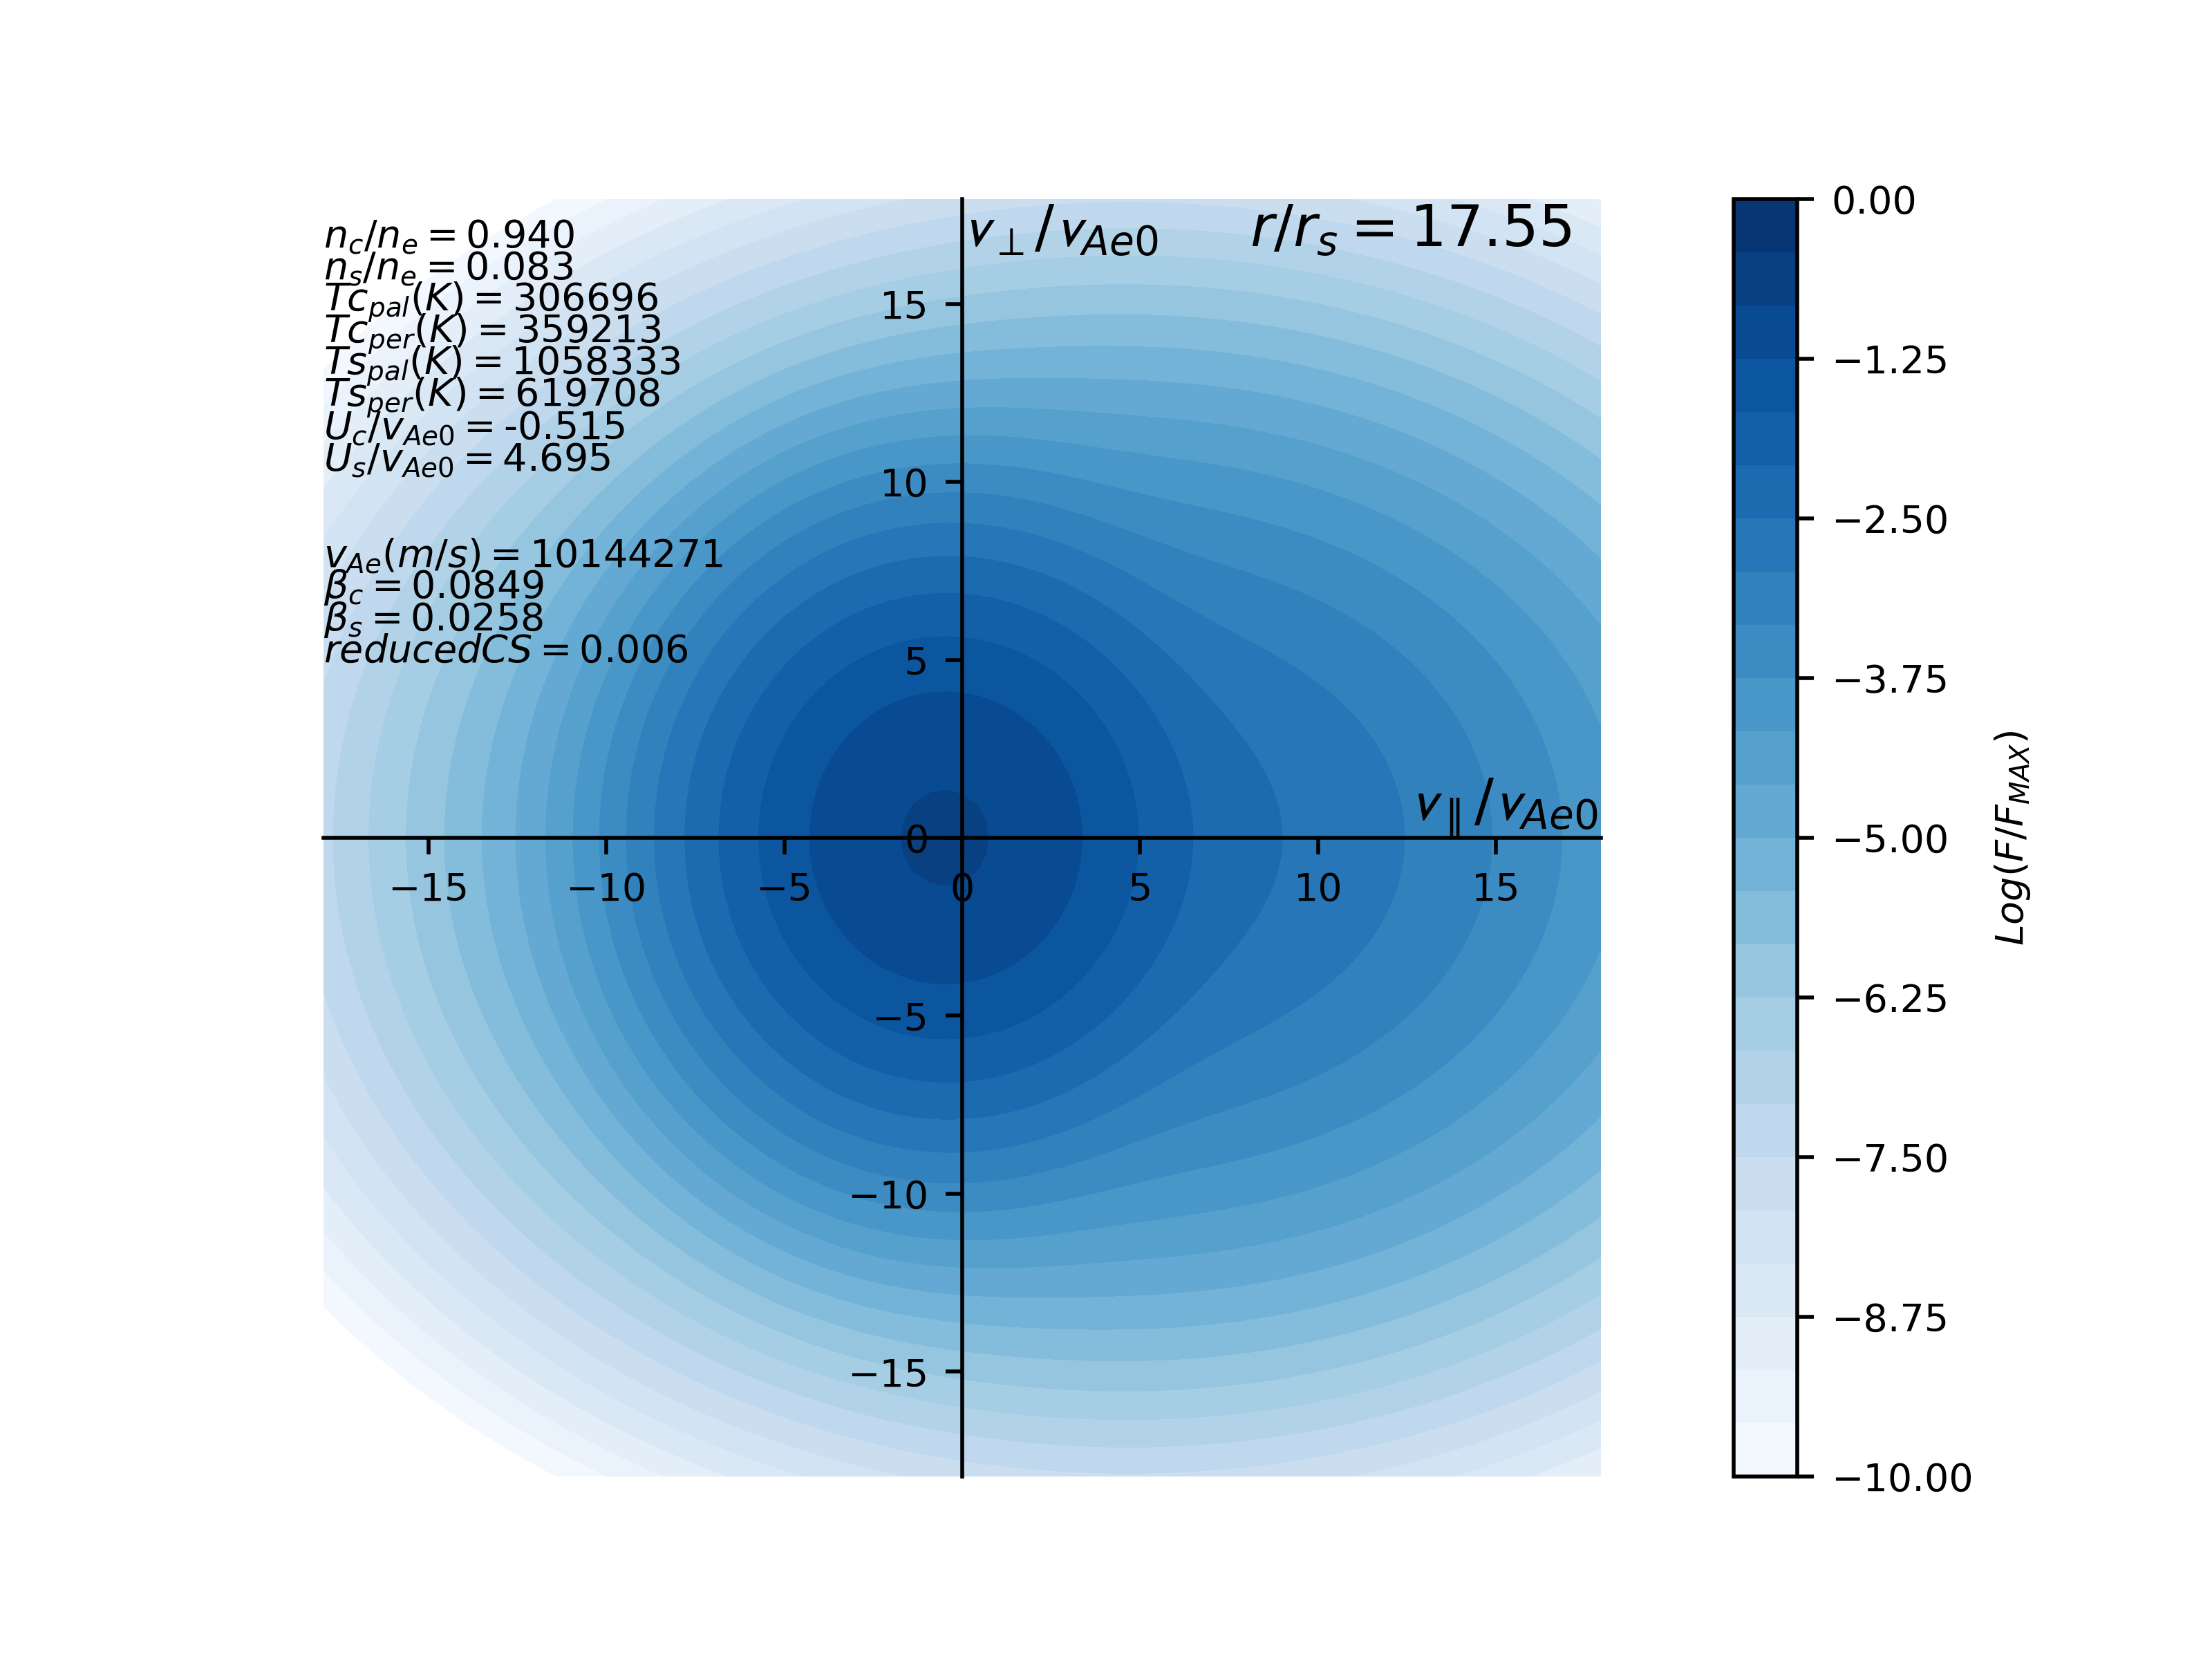 n_c/n_e = 0.940
n_s/n_e = 0.083
Tc_pal(K) = 306696
Tc_per(K) = 359213
Ts_pal(K) = 1058333
Ts_per(K) = 619708
U_c/v_Ae0 = -0.515
U_s/v_Ae0 = 4.695
v_Ae(m/s) = 10144271
β_c = 0.0849
β_s = 0.0258
reducedCS = 0.006
v_⊥/v_Ae0
r/r_s = 17.55
15
10
5
0
−5
−10
−15
v_∥/v_Ae0
−15 −10 −5 0 5 10 15
0.00
−1.25
−2.50
−3.75
−5.00
−6.25
−7.50
−8.75
−10.00
Log(F/F_MAX)